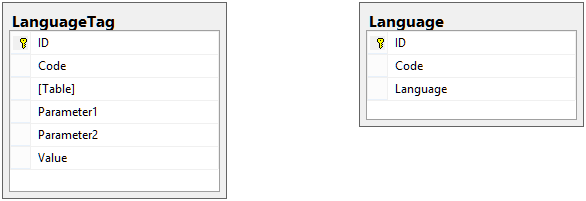 LanguageTag
ID
Code
[Table]
Parameter1
Parameter2
Value
Language
ID
Code
Language